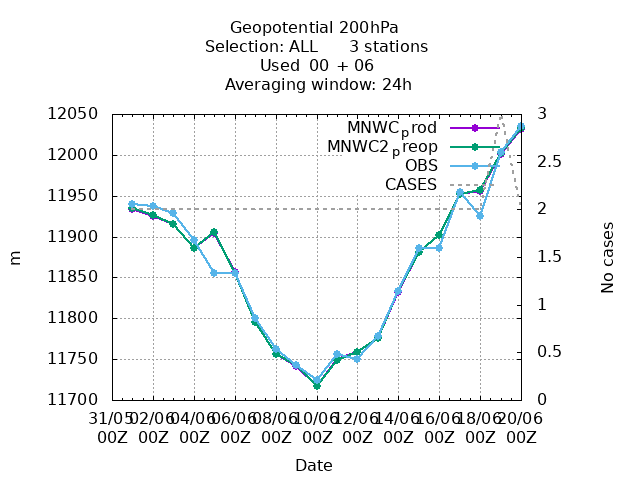 Geopotential 200hPa
Selection: ALL 3 stations
Used 00 + 06
Averaging window: 24h
12050
12000
11950
11900
11850
11800
11750
11700
3
2.5
2
1.5
1
0.5
0
MNWCprod
MNWC2preop
OBS
CASES
m
No cases
31/05 02/06 04/06 06/06 08/06 10/06 12/06 14/06 16/06 18/06 20/06
00Z 00Z 00Z 00Z 00Z 00Z 00Z 00Z 00Z 00Z 00Z
Date